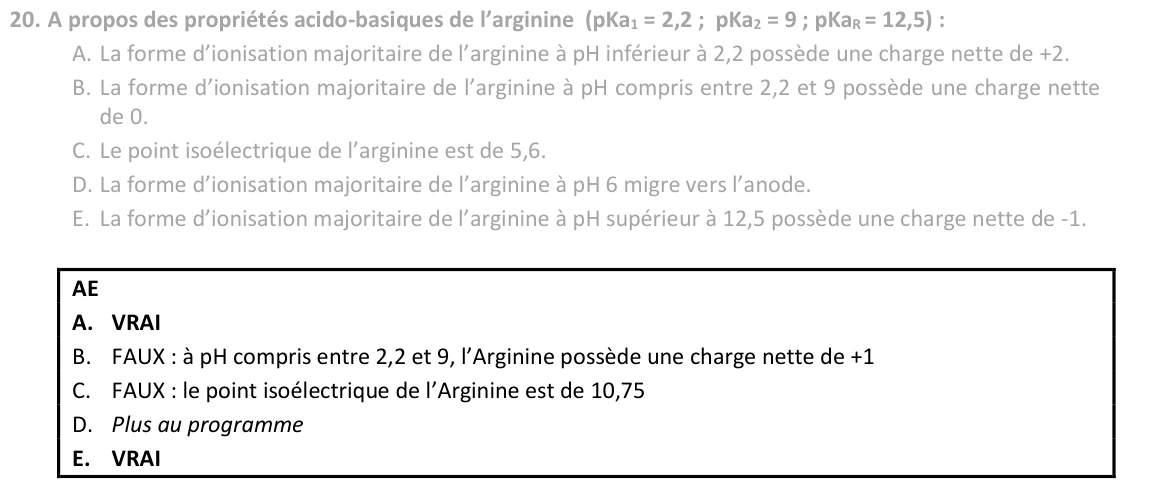 20. A propos des propriétés acido-basiques de l’arginine (pKa₁ = 2,2 ; pKa₂ = 9 ; pKaR = 12,5) :
A. La forme d’ionisation majoritaire de l’arginine à pH inférieur à 2,2 possède une charge nette de +2.
B. La forme d’ionisation majoritaire de l’arginine à pH compris entre 2,2 et 9 possède une charge nette
de 0.
C. Le point isoélectrique de l’arginine est de 5,6.
D. La forme d’ionisation majoritaire de l’arginine à pH 6 migre vers l’anode.
E. La forme d’ionisation majoritaire de l’arginine à pH supérieur à 12,5 possède une charge nette de -1.
AE
A. VRAI
B. FAUX : à pH compris entre 2,2 et 9, l’Arginine possède une charge nette de +1
C. FAUX : le point isoélectrique de l’Arginine est de 10,75
D. Plus au programme
E. VRAI